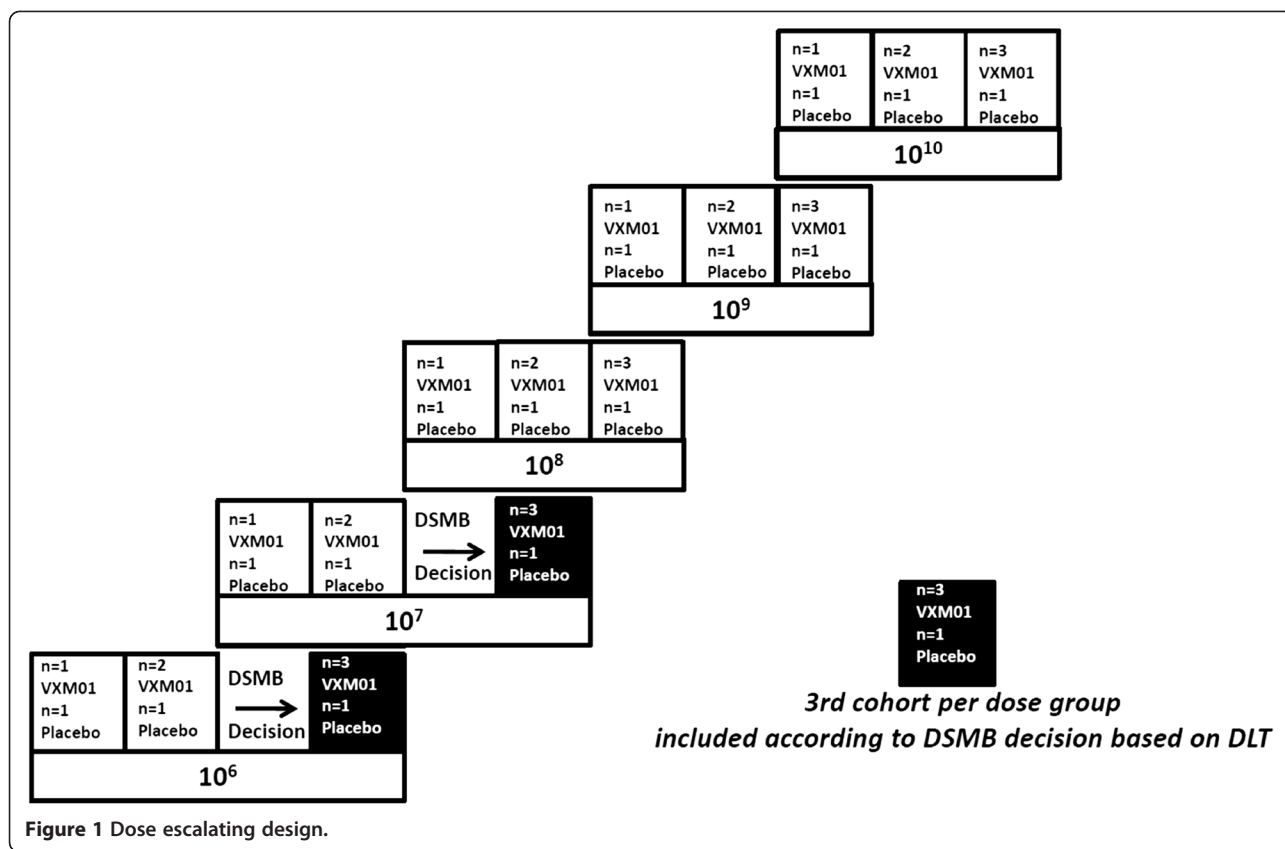 n=1
VXM01
n=1
Placebo
n=2
VXM01
n=1
Placebo
n=3
VXM01
n=1
Placebo
10¹⁰
n=1
VXM01
n=1
Placebo
n=2
VXM01
n=1
Placebo
n=3
VXM01
n=1
Placebo
10⁹
n=1
VXM01
n=1
Placebo
n=2
VXM01
n=1
Placebo
n=3
VXM01
n=1
Placebo
10⁸
n=1
VXM01
n=1
Placebo
n=2
VXM01
n=1
Placebo
DSMB
Decision
n=3
VXM01
n=1
Placebo
10⁷
n=1
VXM01
n=1
Placebo
n=2
VXM01
n=1
Placebo
DSMB
Decision
n=3
VXM01
n=1
Placebo
10⁶
n=3
VXM01
n=1
Placebo
3rd cohort per dose group
included according to DSMB decision based on DLT
Figure 1 Dose escalating design.